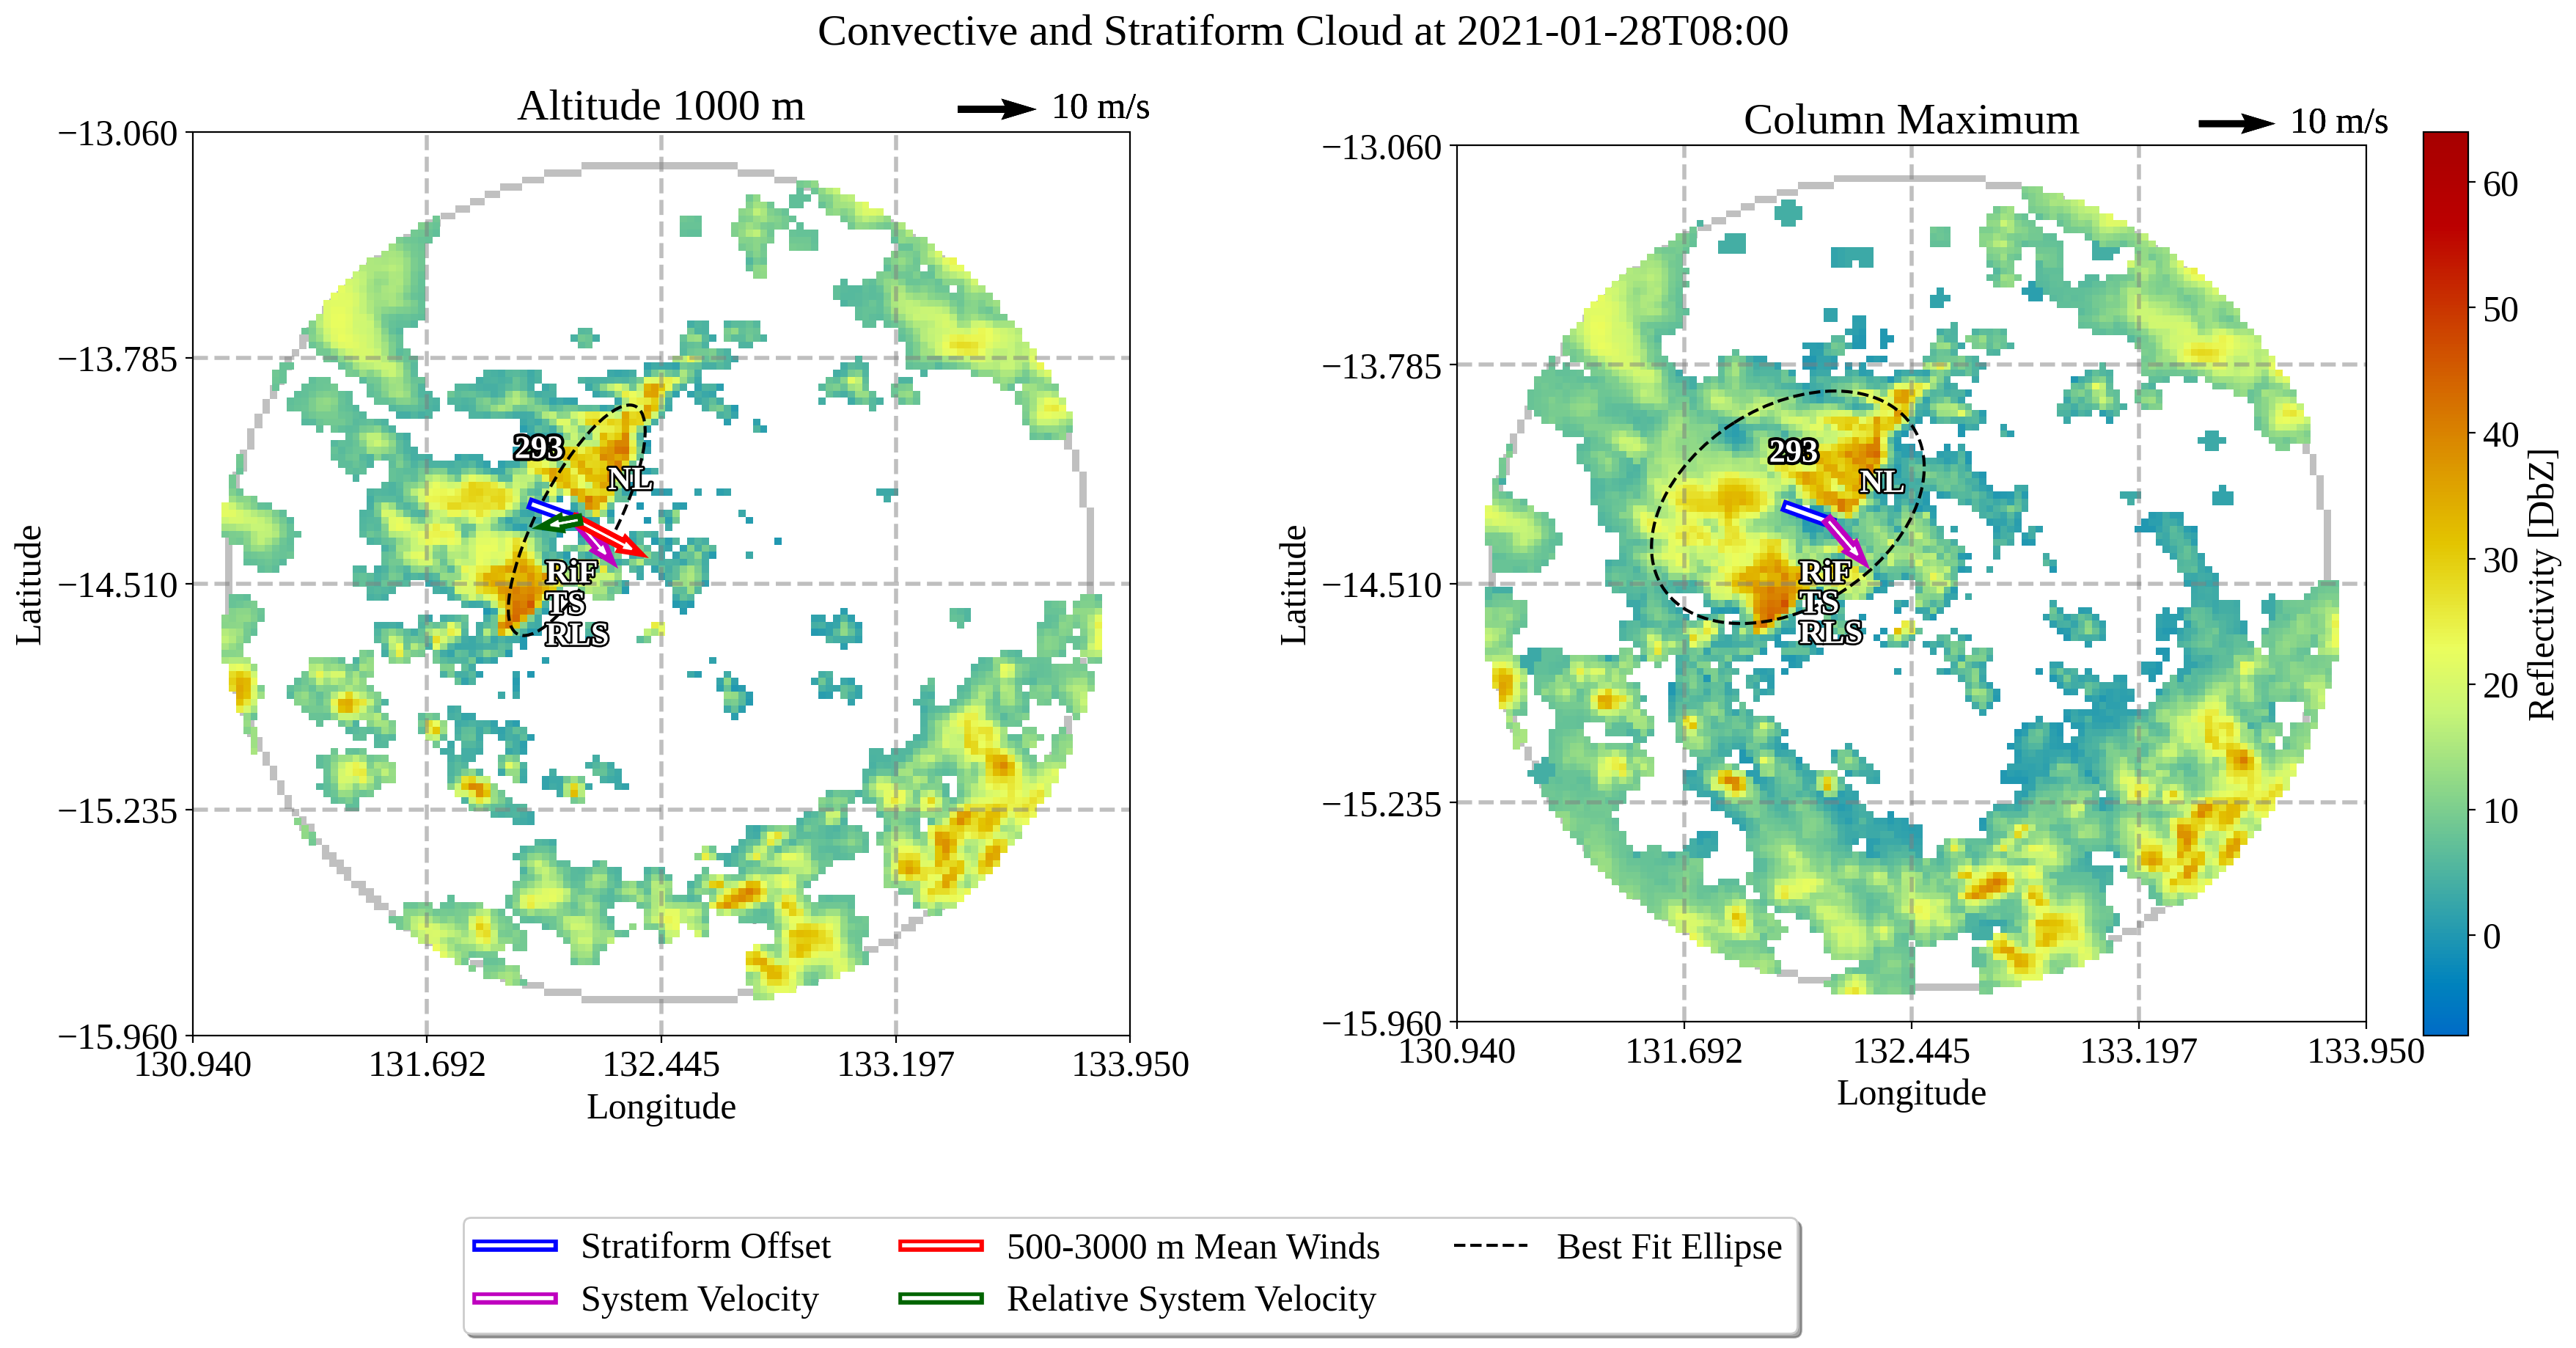 Convective and Stratiform Cloud at 2021-01-28T08:00
Altitude 1000 m
10 m/s
−13.060
−13.785
−14.510
−15.235
−15.960
Latitude
293
NL
RiF
TS
RLS
130.940
131.692
132.445
133.197
133.950
Longitude
Column Maximum
10 m/s
−13.060
−13.785
−14.510
−15.235
−15.960
Latitude
293
NL
RiF
TS
RLS
130.940
131.692
132.445
133.197
133.950
Longitude
60
50
40
30
20
10
0
Reflectivity [DbZ]
Stratiform Offset
System Velocity
500-3000 m Mean Winds
Relative System Velocity
Best Fit Ellipse